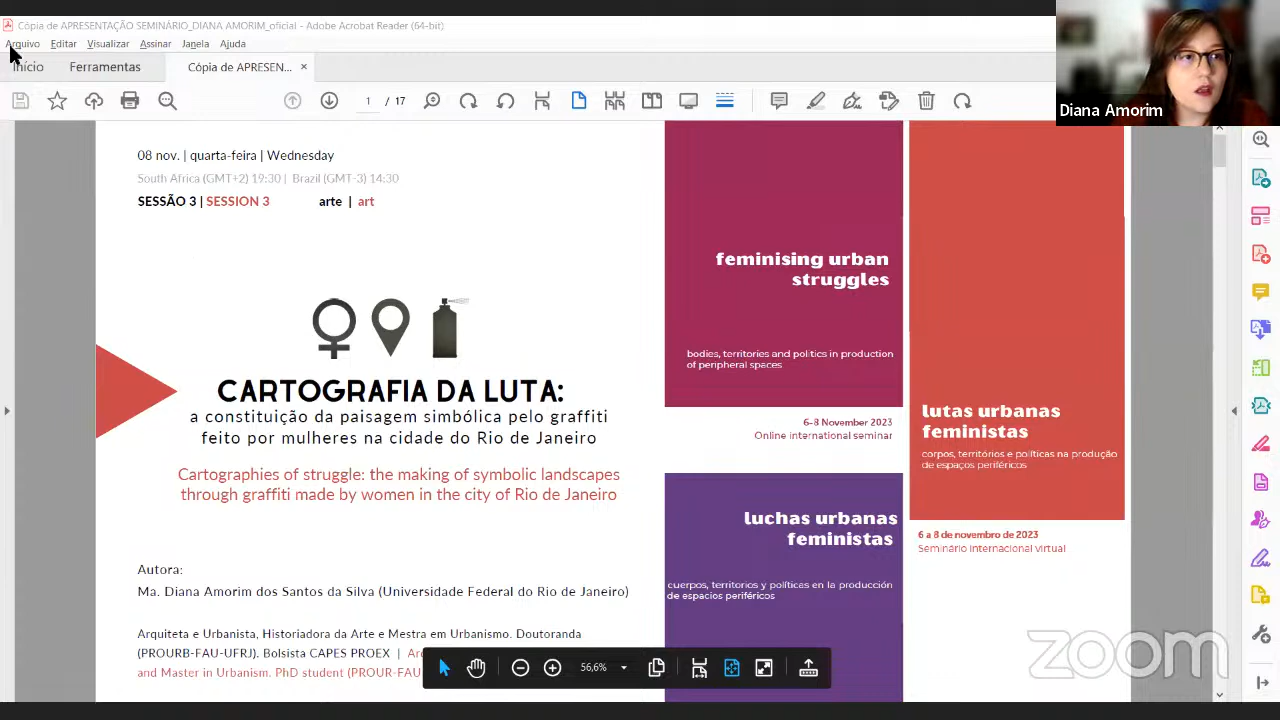 Cópia de APRESENTAÇÃO SEMINÁRIO_DIANA AMORIM_oficial - Adobe Acrobat Reader (64-bit)
Arquivo Editar Visualizar Assinar Janela Ajuda
Início Ferramentas Cópia de APRESEN... ×
1 / 17
Diana Amorim
08 nov. | quarta-feira | Wednesday
South Africa (GMT+2) 19:30 | Brazil (GMT-3) 14:30
SESSÃO 3 | SESSION 3 arte | art
CARTOGRAFIA DA LUTA:
a constituição da paisagem simbólica pelo graffiti
feito por mulheres na cidade do Rio de Janeiro
Cartographies of struggle: the making of symbolic landscapes
through graffiti made by women in the city of Rio de Janeiro
Autora:
Ma. Diana Amorim dos Santos da Silva (Universidade Federal do Rio de Janeiro)
Arquiteta e Urbanista, Historiadora da Arte e Mestra em Urbanismo. Doutoranda
(PROURB-FAU-UFRJ). Bolsista CAPES PROEX |
and Master in Urbanism. PhD student (PROUR-FAU
feminising urban
struggles
bodies, territories and politics in production
of peripheral spaces
6-8 November 2023
Online international seminar
lutas urbanas
feministas
corpos, territórios e políticas na produção
de espaços periféricos
6 a 8 de novembro de 2023
Seminário internacional virtual
luchas urbanas
feministas
cuerpos, territorios y políticas en la producción
de espacios periféricos
56,6%
zoom